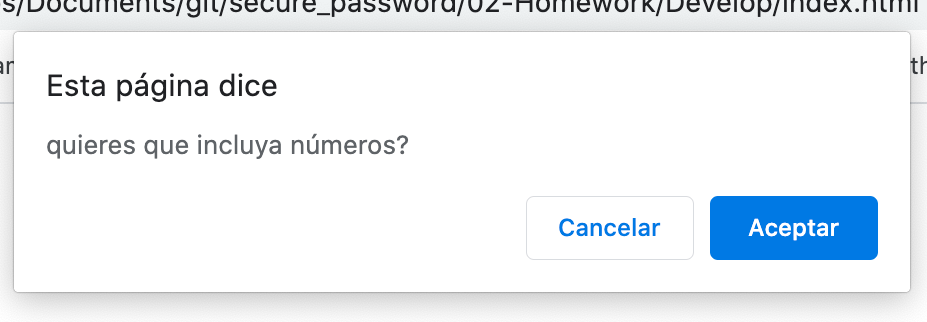 s/Documents/git/secure_password/02-Homework/Develop/index.html
Esta página dice
quieres que incluya números?
Cancelar
Aceptar